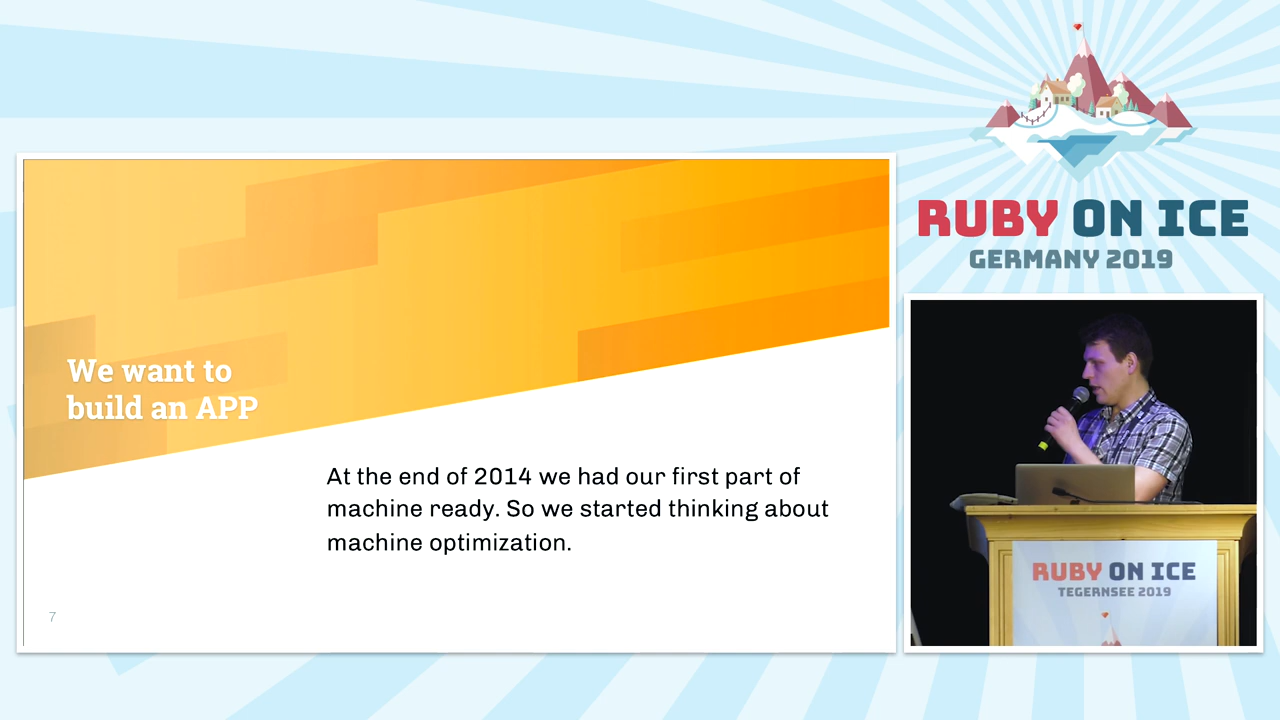 RUBY ON ICE
GERMANY 2019
We want to
build an APP
At the end of 2014 we had our first part of
machine ready. So we started thinking about
machine optimization.
7
RUBY ON ICE
TEGERNSEE 2019